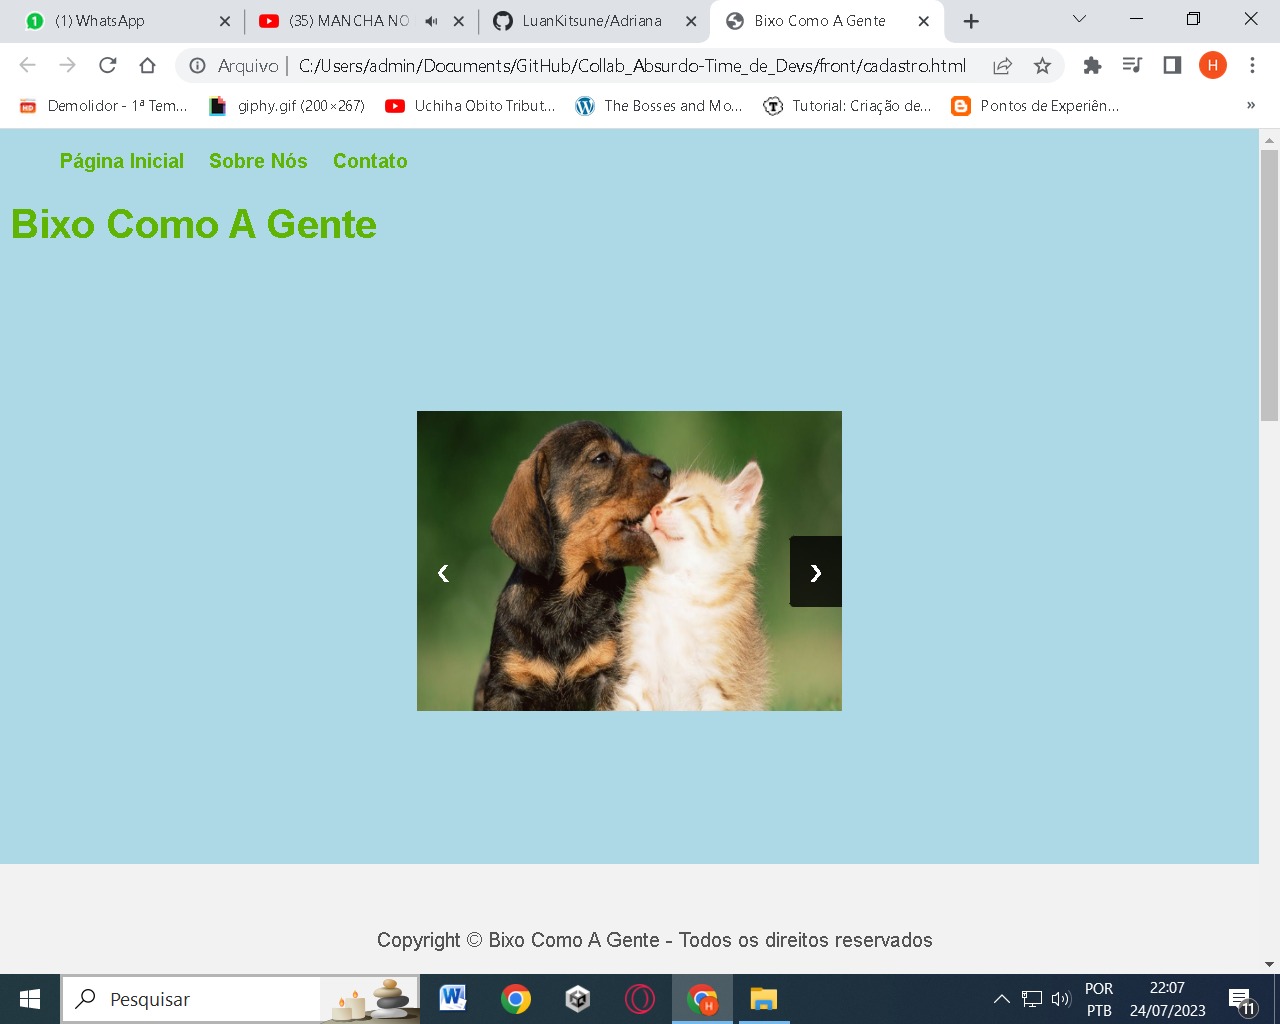 (1) WhatsApp
(35) MANCHA NO
LuanKitsune/Adriana
Bixo Como A Gente
Arquivo
C:/Users/admin/Documents/GitHub/Collab_Absurdo-Time_de_Devs/front/cadastro.html
H
Demolidor - 1ª Tem...
giphy.gif (200×267)
Uchiha Obito Tribut...
The Bosses and Mo...
Tutorial: Criação de...
Pontos de Experiên...
»
Página Inicial
Sobre Nós
Contato
Bixo Como A Gente
❮
❯
Copyright © Bixo Como A Gente - Todos os direitos reservados
Pesquisar
H
POR
PTB
22:07
24/07/2023
11